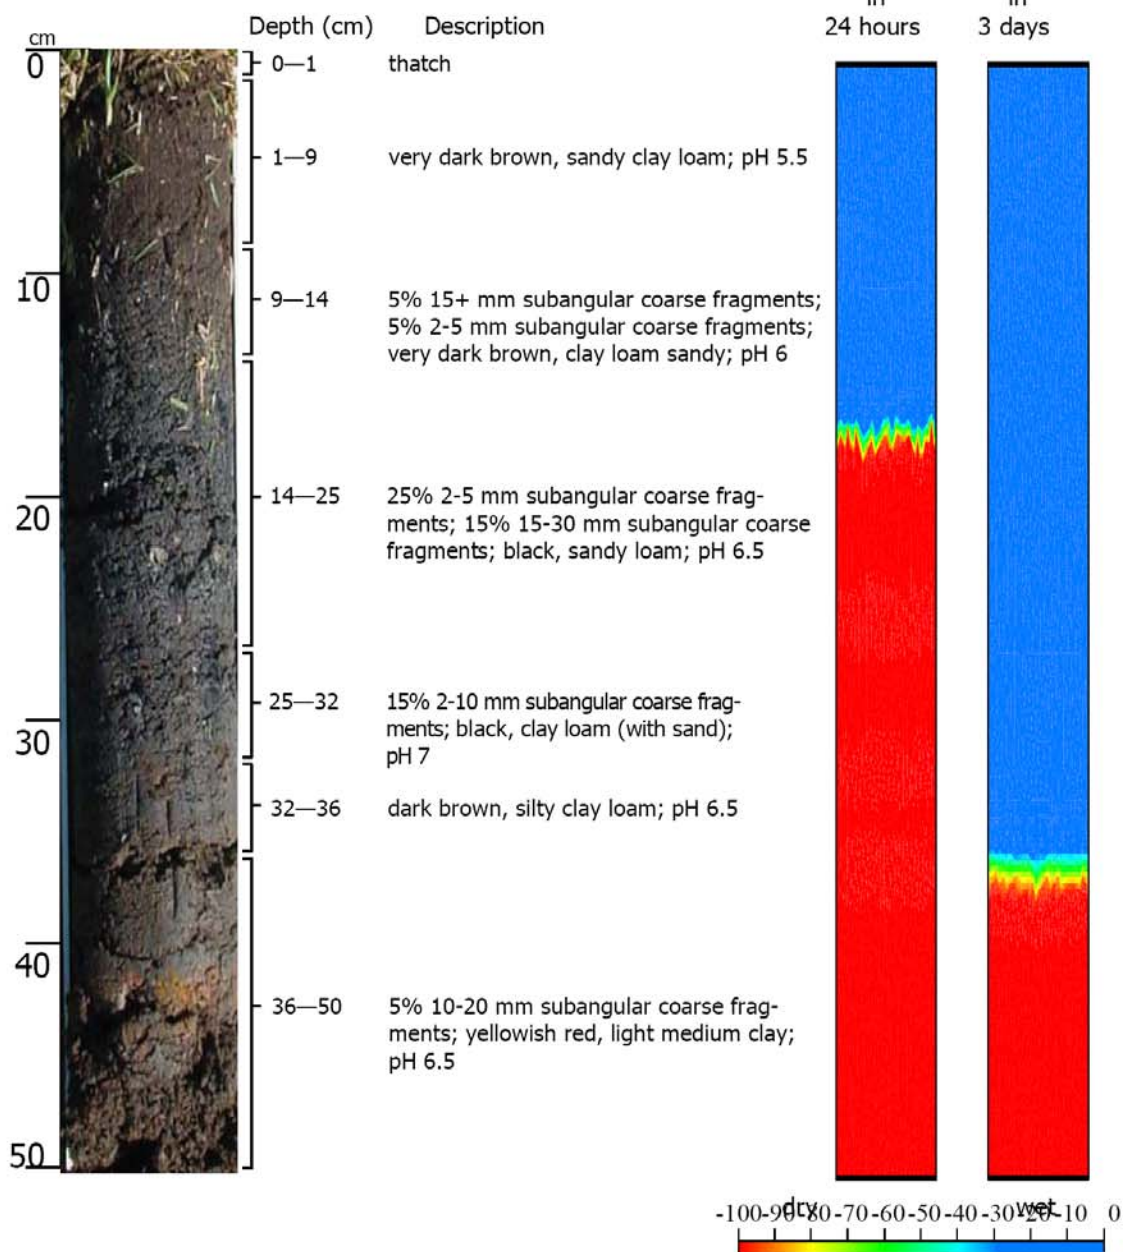 in in
Depth (cm) Description 24 hours 3 days
cm
0 0—1 thatch
1—9 very dark brown, sandy clay loam; pH 5.5
10 9—14 5% 15+ mm subangular coarse fragments;
5% 2-5 mm subangular coarse fragments;
very dark brown, clay loam sandy; pH 6
20 14—25 25% 2-5 mm subangular coarse frag-
ments; 15% 15-30 mm subangular coarse
fragments; black, sandy loam; pH 6.5
25—32 15% 2-10 mm subangular coarse frag-
30 ments; black, clay loam (with sand);
pH 7
32—36 dark brown, silty clay loam; pH 6.5
40
36—50 5% 10-20 mm subangular coarse frag-
ments; yellowish red, light medium clay;
pH 6.5
50
dry wet
-100 -90 -80 -70 -60 -50 -40 -30 -20 -10 0